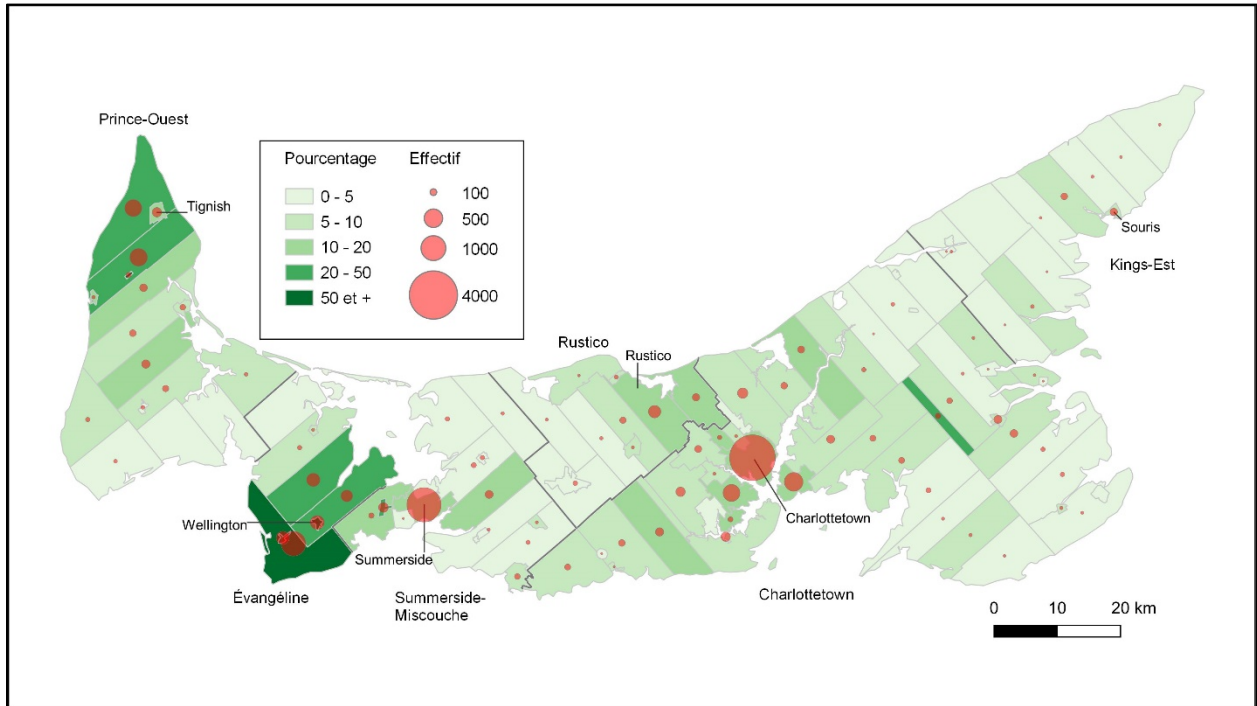 Prince-Ouest
Tignish
Pourcentage
0 - 5
5 - 10
10 - 20
20 - 50
50 et +
Effectif
100
500
1000
4000
Souris
Kings-Est
Rustico
Rustico
Wellington
Summerside
Charlottetown
Évangéline
Summerside-
Miscouche
Charlottetown
0 10 20 km